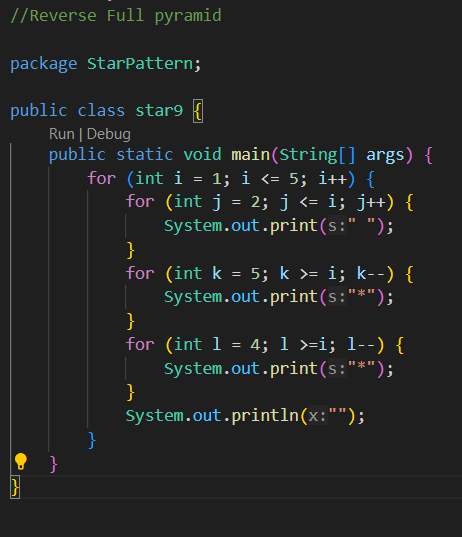 //Reverse Full pyramid
package StarPattern;
public class star9 {
Run | Debug
public static void main(String[] args) {
for (int i = 1; i <= 5; i++) {
for (int j = 2; j <= i; j++) {
System.out.print(s:" ");
}
for (int k = 5; k >= i; k--) {
System.out.print(s:"*");
}
for (int l = 4; l >=i; l--) {
System.out.print(s:"*");
}
System.out.println(x:"");
}
}
}